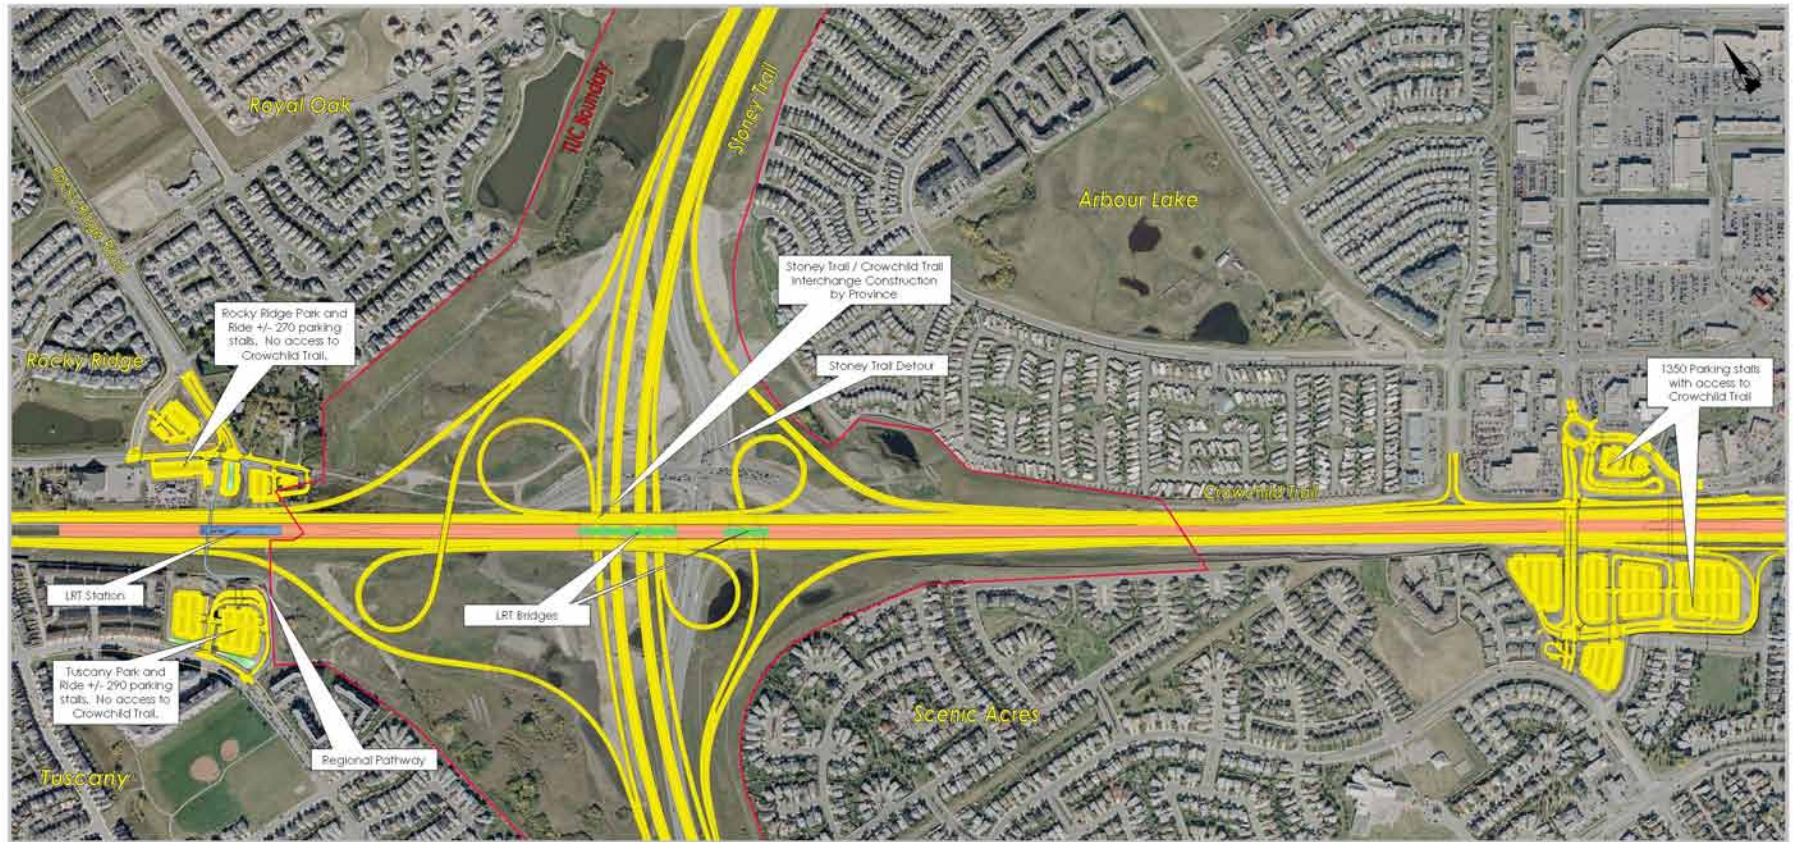 Royal Oak
TUC Boundary
Stoney Trail
Arbour Lake
Rocky Ridge Road
Stoney Trail / Crowchild Trail
Interchange Construction
by Province
Rocky Ridge Park and
Ride +/- 270 parking
stalls. No access to
Crowchild Trail.
Rocky Ridge
Stoney Trail Detour
1350 Parking stalls
with access to
Crowchild Trail
Crowchild Trail
LRT Station
LRT Bridges
Tuscany Park and
Ride +/- 290 parking
stalls. No access to
Crowchild Trail.
Scenic Acres
Regional Pathway
Tuscany